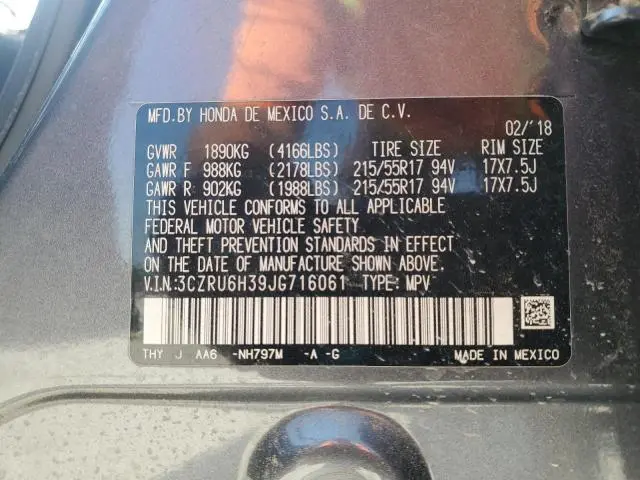 MFD.BY HONDA DE MEXICO S.A. DE C.V.
02/'18
GVWR 1890KG (4166LBS) TIRE SIZE RIM SIZE
GAWR F 988KG (2178LBS) 215/55R17 94V 17X7.5J
GAWR R 902KG (1988LBS) 215/55R17 94V 17X7.5J
THIS VEHICLE CONFORMS TO ALL APPLICABLE
FEDERAL MOTOR VEHICLE SAFETY
AND THEFT PREVENTION STANDARDS IN EFFECT
ON THE DATE OF MANUFACTURE SHOWN ABOVE.
V.I.N:3CZRU6H39JG716061 TYPE: MPV
THY J AA6 -NH797M -A -G MADE IN MEXICO